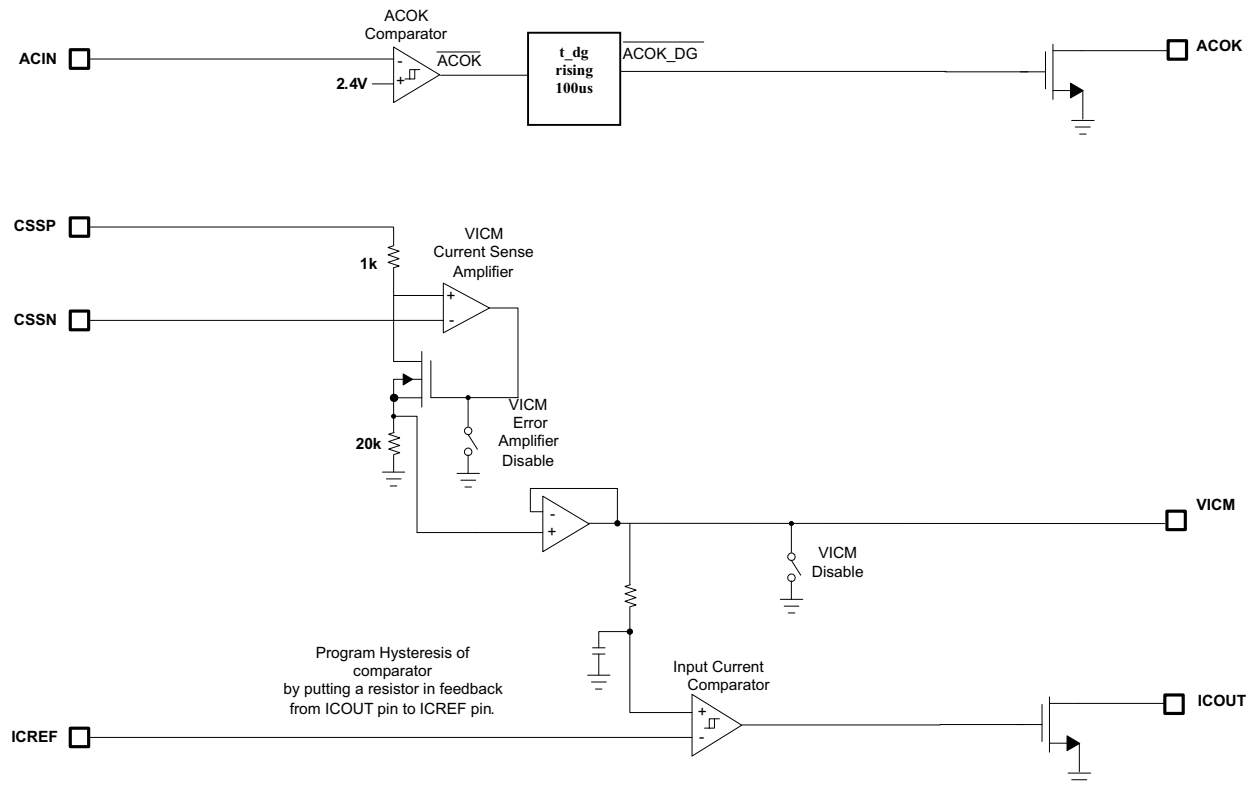 ACOK
Comparator
ACIN
-
+
2.4V
ACOK
t_dg
rising
100us
ACOK_DG
ACOK
CSSP
1k
VICM
Current Sense
Amplifier
+
-
CSSN
VICM
Error
Amplifier
Disable
20k
-
+
VICM
VICM
Disable
Program Hysteresis of
comparator
by putting a resistor in feedback
from ICOUT pin to ICREF pin.
Input Current
Comparator
+
-
ICOUT
ICREF